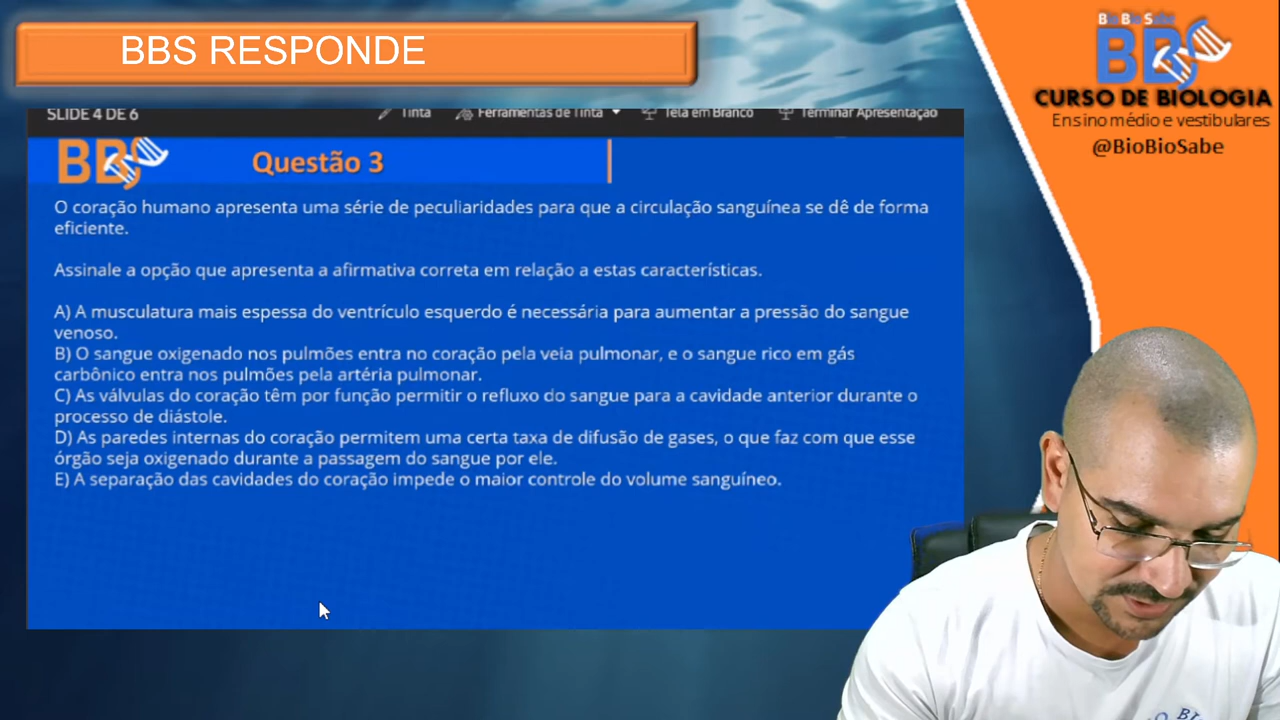 BBS RESPONDE
Bio Bio Sabe
BBS
CURSO DE BIOLOGIA
Ensino médio e vestibulares
@BioBioSabe
SLIDE 4 DE 6
Tinta
Ferramentas de Tinta
Tela em Branco
Terminar Apresentação
BBS
Questão 3
O coração humano apresenta uma série de peculiaridades para que a circulação sanguínea se dê de forma
eficiente.
Assinale a opção que apresenta a afirmativa correta em relação a estas características.
A) A musculatura mais espessa do ventrículo esquerdo é necessária para aumentar a pressão do sangue
venoso.
B) O sangue oxigenado nos pulmões entra no coração pela veia pulmonar, e o sangue rico em gás
carbônico entra nos pulmões pela artéria pulmonar.
C) As válvulas do coração têm por função permitir o refluxo do sangue para a cavidade anterior durante o
processo de diástole.
D) As paredes internas do coração permitem uma certa taxa de difusão de gases, o que faz com que esse
órgão seja oxigenado durante a passagem do sangue por ele.
E) A separação das cavidades do coração impede o maior controle do volume sanguíneo.